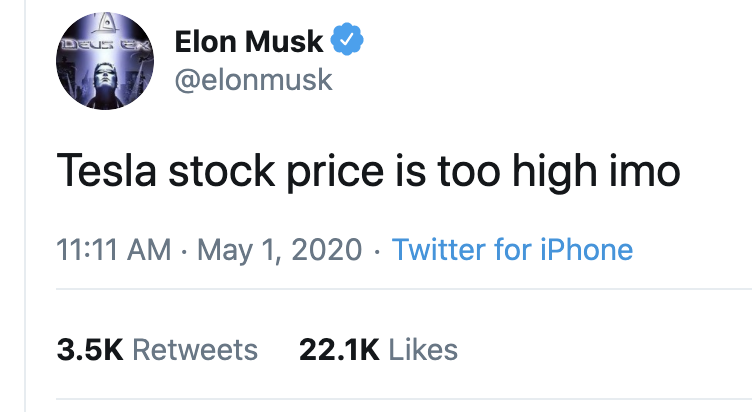 DEUS EX
Elon Musk
@elonmusk
Tesla stock price is too high imo
11:11 AM · May 1, 2020 · Twitter for iPhone
3.5K Retweets 22.1K Likes